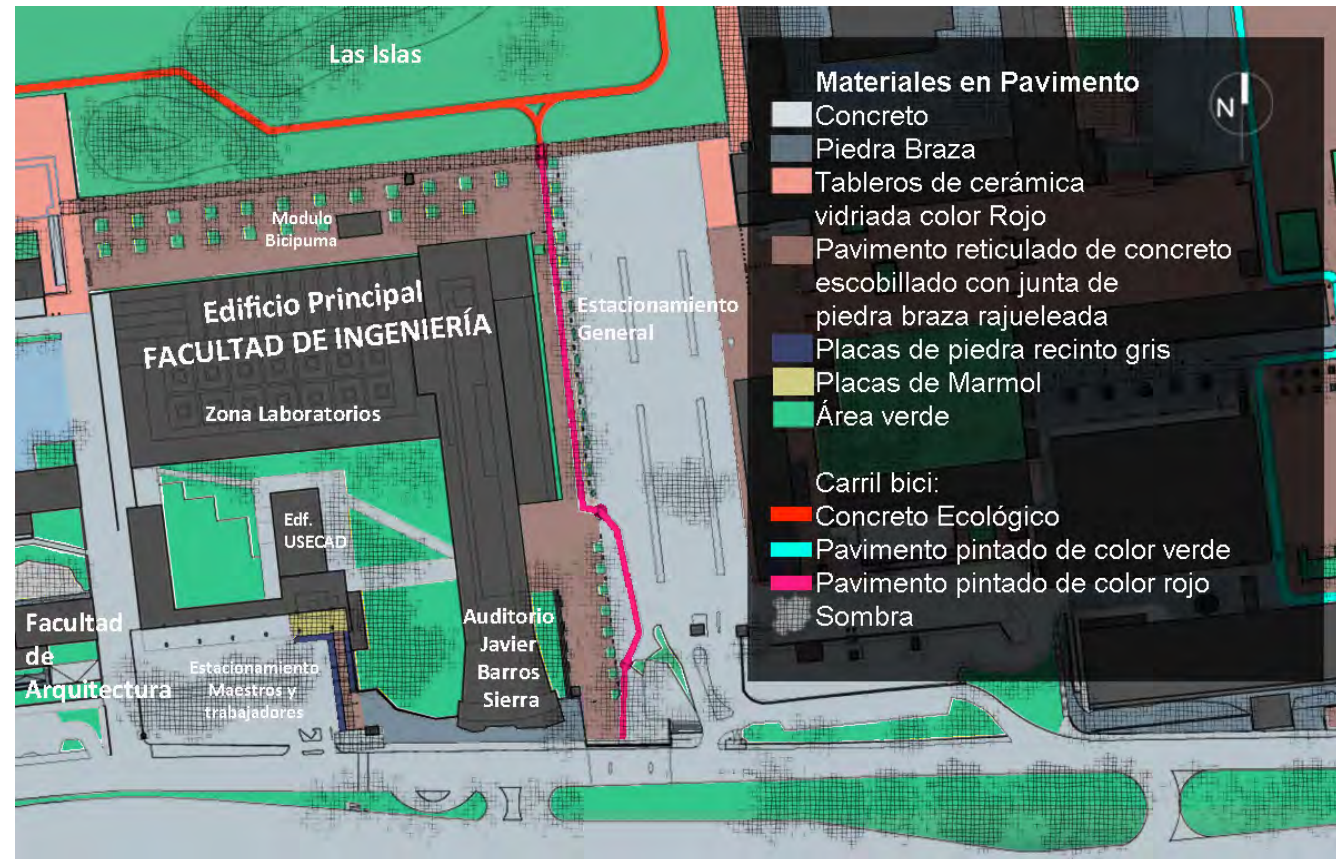 Las Islas
Materiales en Pavimento
N
Concreto
Piedra Braza
Tableros de cerámica
vidriada color Rojo
Pavimento reticulado de concreto
escobillado con junta de
piedra braza rajueleada
Placas de piedra recinto gris
Placas de Marmol
Área verde
Carril bici:
Concreto Ecológico
Pavimento pintado de color verde
Pavimento pintado de color rojo
Sombra
Modulo
Bicipuma
Edificio Principal
FACULTAD DE INGENIERÍA
Zona Laboratorios
Estacionamiento
General
Edf.
USECAD
Facultad
de
Arquitectura
Estacionamiento
Maestros y
trabajadores
Auditorio
Javier
Barros
Sierra